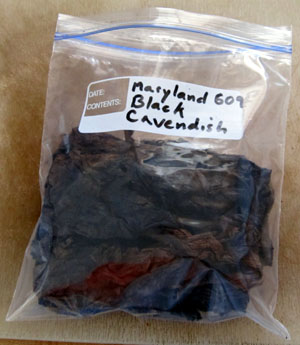 DATE:
CONTENTS:
Maryland 609
Black
Cavendish